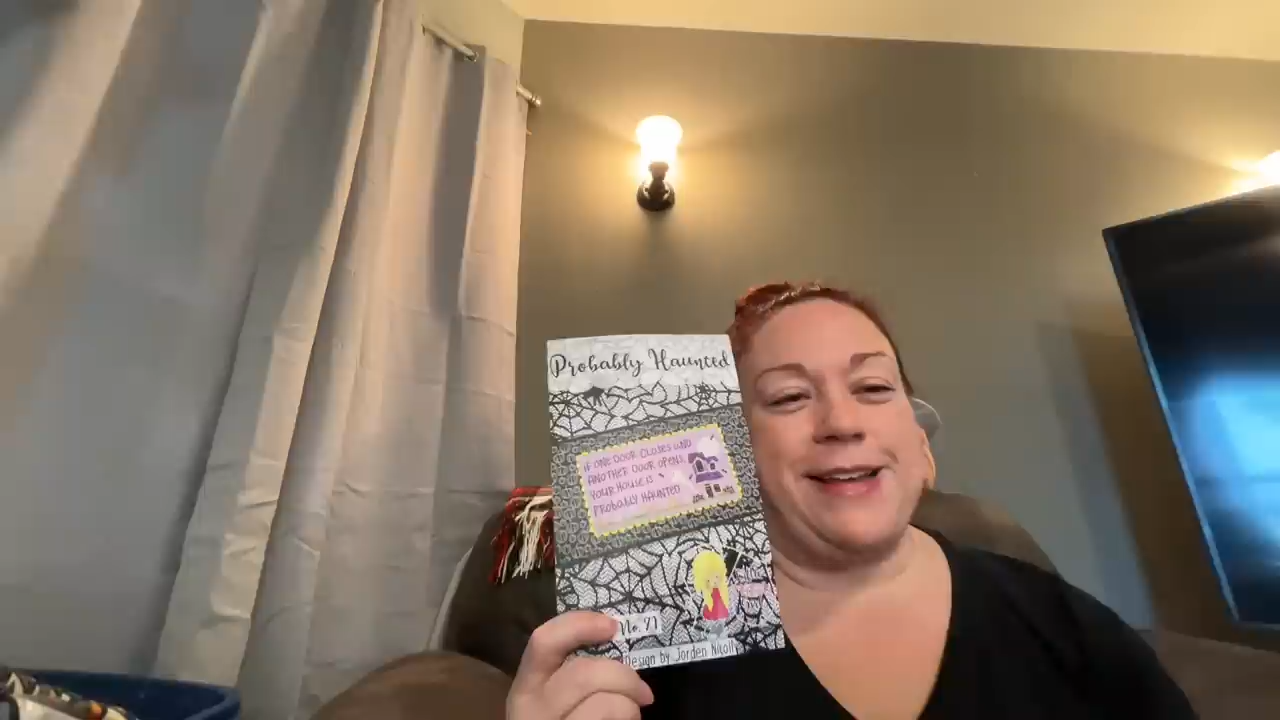 Probably Haunted
IF ONE DOOR CLOSES AND
ANOTHER DOOR OPENS,
YOUR HOUSE IS
PROBABLY HAUNTED
No. 21
Design by Jorden Nicoll